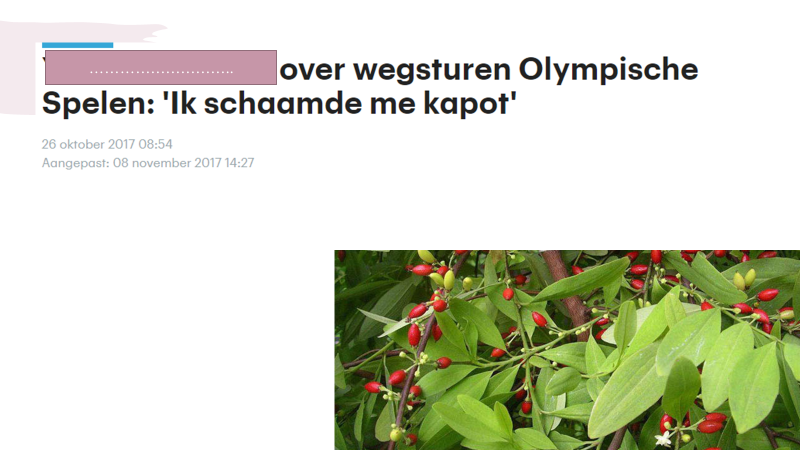 over wegsturen Olympische
Spelen: 'Ik schaamde me kapot'
26 oktober 2017 08:54
Aangepast: 08 november 2017 14:27